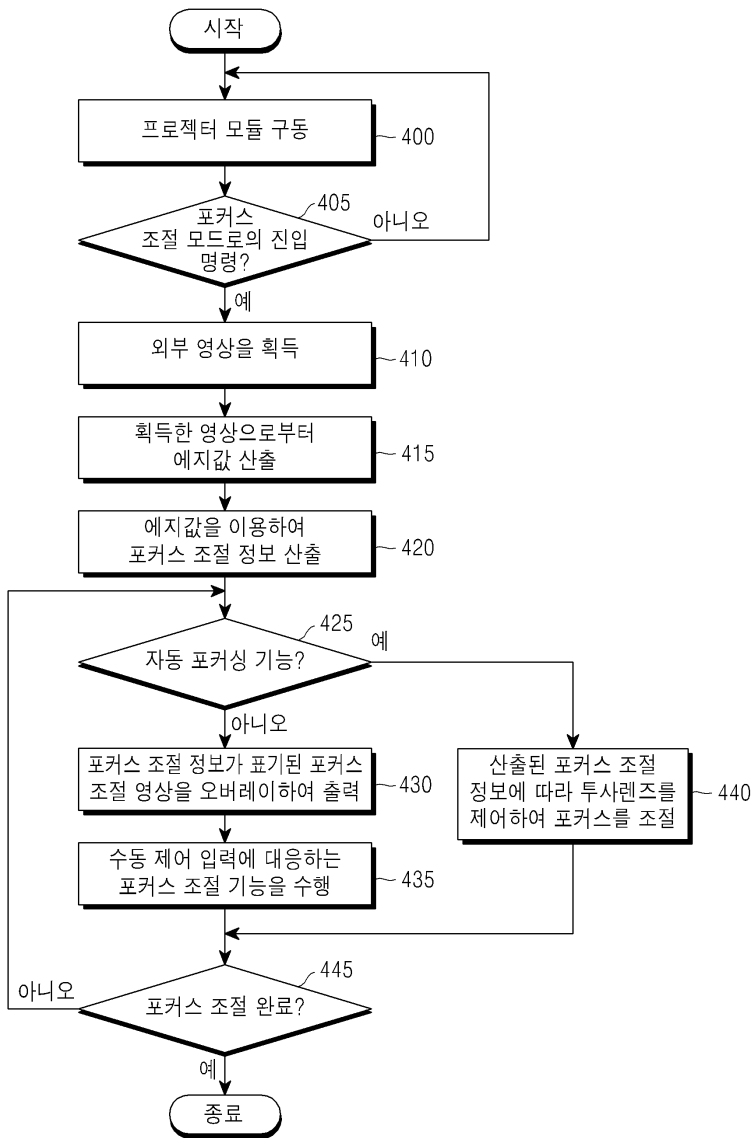 시작
프로젝터 모듈 구동
400
405
포커스
조절 모드로의 진입
명령?
아니오
예
외부 영상을 획득
410
획득한 영상으로부터
에지값 산출
415
에지값을 이용하여
포커스 조절 정보 산출
420
425
자동 포커싱 기능?
예
아니오
포커스 조절 정보가 표기된 포커스
조절 영상을 오버레이하여 출력
430
산출된 포커스 조절
정보에 따라 투사렌즈를
제어하여 포커스를 조절
440
수동 제어 입력에 대응하는
포커스 조절 기능을 수행
435
445
포커스 조절 완료?
아니오
예
종료